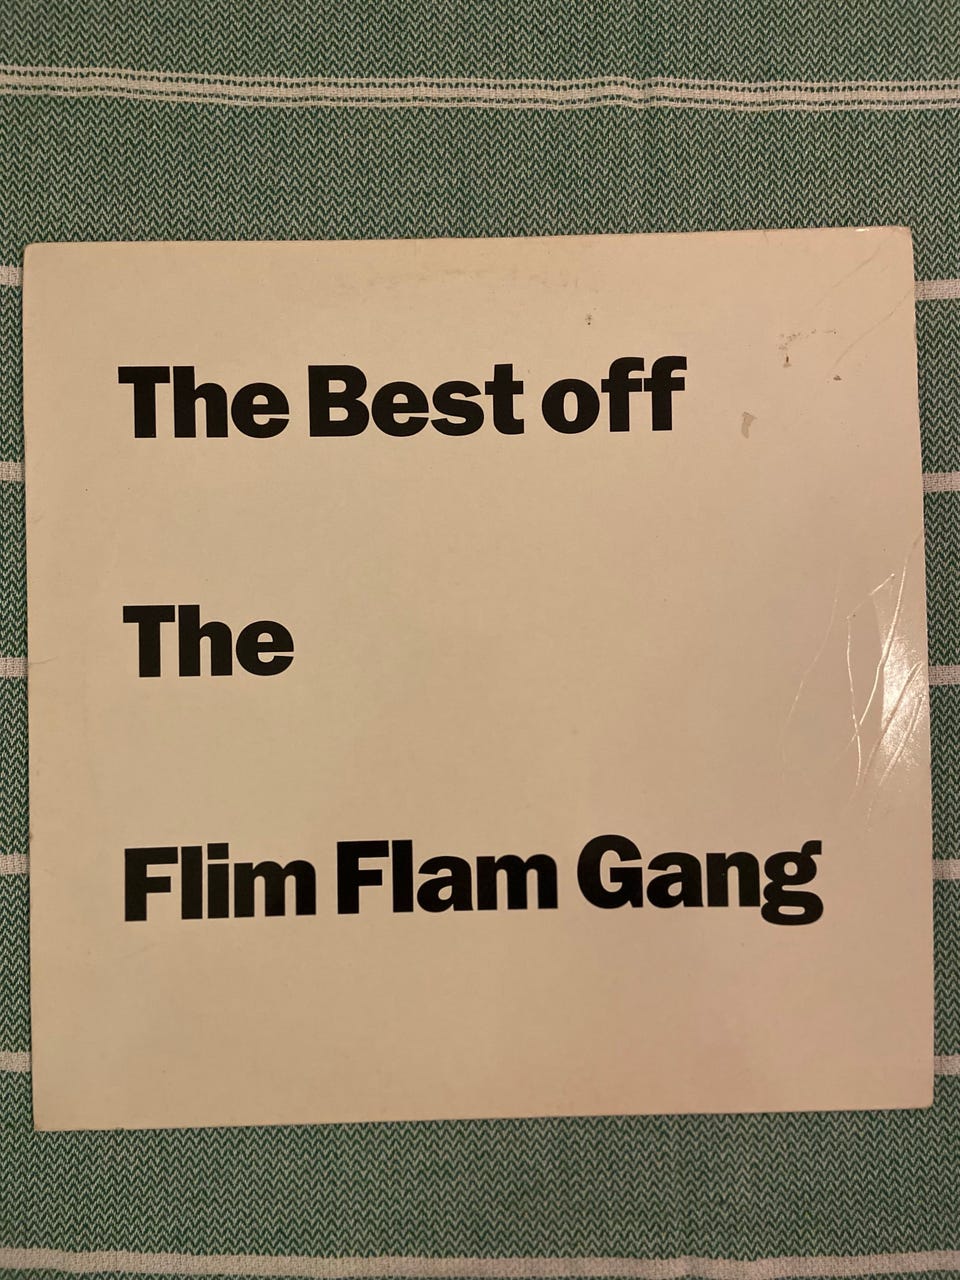 The Best off
The
Flim Flam Gang